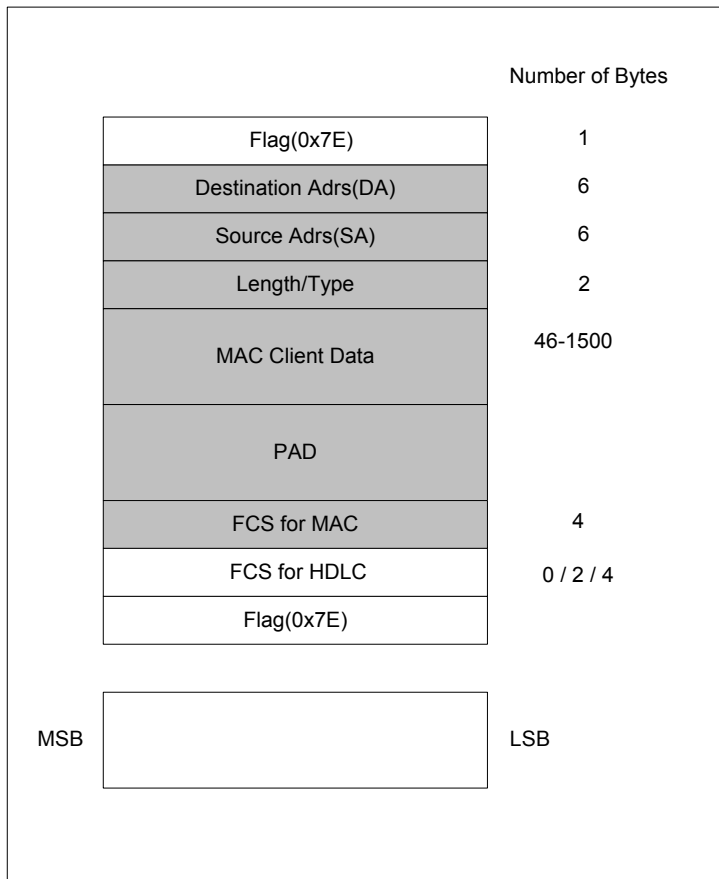 Number of Bytes
Flag(0x7E) 1
Destination Adrs(DA) 6
Source Adrs(SA) 6
Length/Type 2
MAC Client Data 46-1500
PAD
FCS for MAC 4
FCS for HDLC 0 / 2 / 4
Flag(0x7E)
MSB LSB